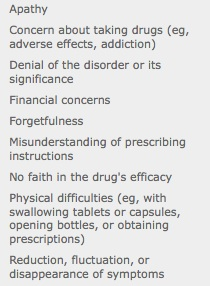 Apathy
Concern about taking drugs (eg,
adverse effects, addiction)
Denial of the disorder or its
significance
Financial concerns
Forgetfulness
Misunderstanding of prescribing
instructions
No faith in the drug's efficacy
Physical difficulties (eg, with
swallowing tablets or capsules,
opening bottles, or obtaining
prescriptions)
Reduction, fluctuation, or
disappearance of symptoms